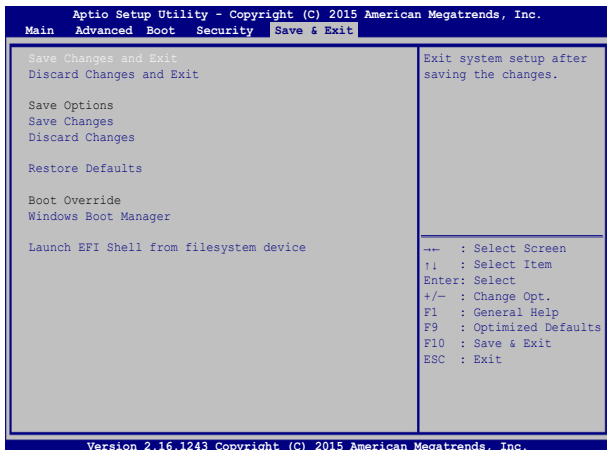 Aptio Setup Utility - Copyright (C) 2015 American Megatrends, Inc.
Main Advanced Boot Security Save & Exit
Save Changes and Exit
Discard Changes and Exit
Save Options
Save Changes
Discard Changes
Restore Defaults
Boot Override
Windows Boot Manager
Launch EFI Shell from filesystem device
Exit system setup after
saving the changes.
→← : Select Screen
↑↓ : Select Item
Enter: Select
+/— : Change Opt.
F1 : General Help
F9 : Optimized Defaults
F10 : Save & Exit
ESC : Exit
Version 2.16.1243 Copyright (C) 2015 American Megatrends, Inc.